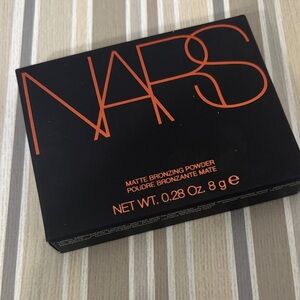 NARS
MATTE BRONZING POWDER
POUDRE BRONZANTE MATE
NET WT. 0.28 Oz. 8 g ℮